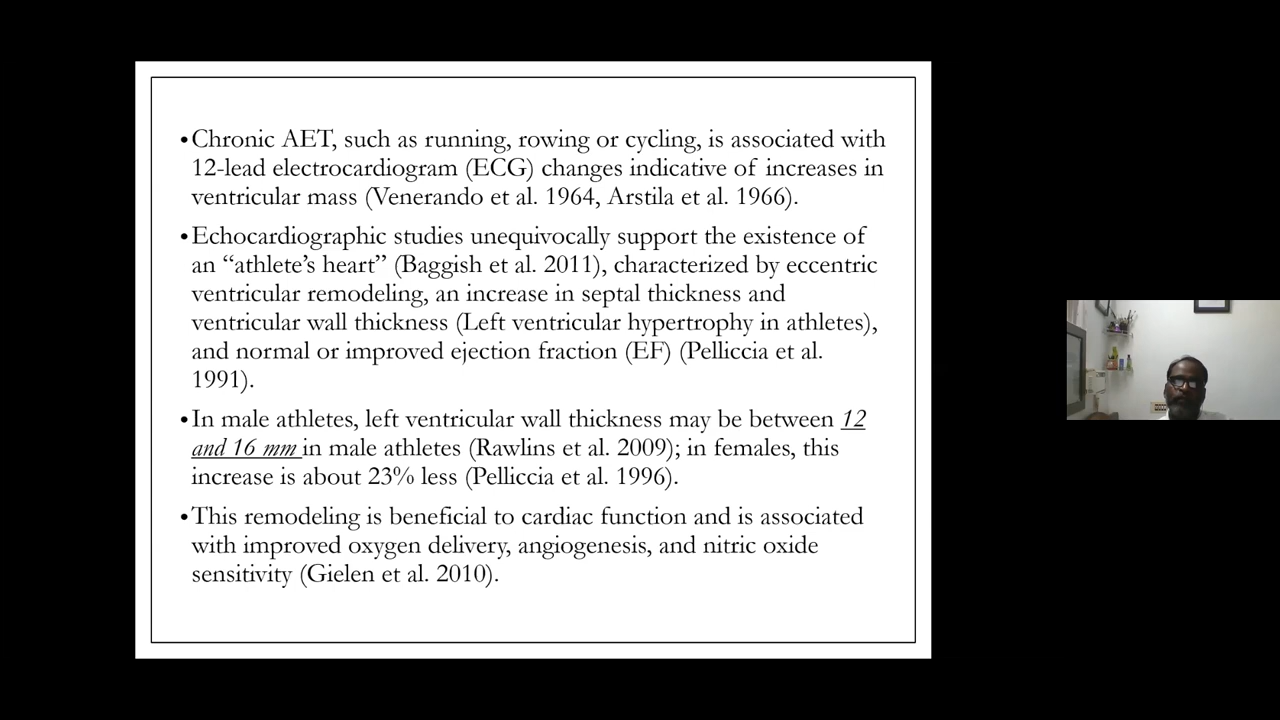 •Chronic AET, such as running, rowing or cycling, is associated with
12-lead electrocardiogram (ECG) changes indicative of increases in
ventricular mass (Venerando et al. 1964, Arstila et al. 1966).
•Echocardiographic studies unequivocally support the existence of
an “athlete’s heart” (Baggish et al. 2011), characterized by eccentric
ventricular remodeling, an increase in septal thickness and
ventricular wall thickness (Left ventricular hypertrophy in athletes),
and normal or improved ejection fraction (EF) (Pelliccia et al.
1991).
•In male athletes, left ventricular wall thickness may be between 12
and 16 mm in male athletes (Rawlins et al. 2009); in females, this
increase is about 23% less (Pelliccia et al. 1996).
•This remodeling is beneficial to cardiac function and is associated
with improved oxygen delivery, angiogenesis, and nitric oxide
sensitivity (Gielen et al. 2010).